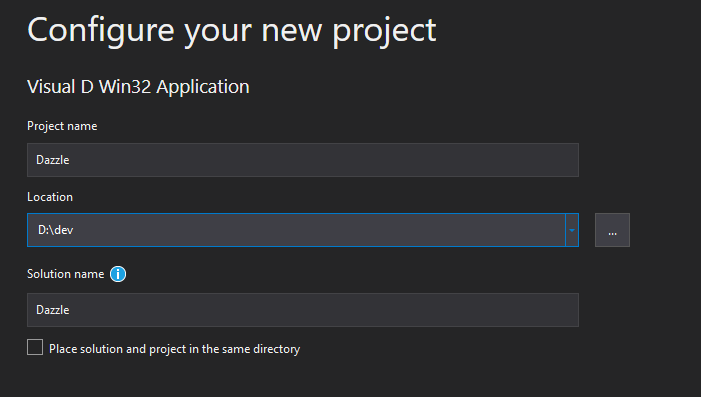 Configure your new project
Visual D Win32 Application
Project name
Dazzle
Location
D:\dev
...
Solution name
Dazzle
Place solution and project in the same directory